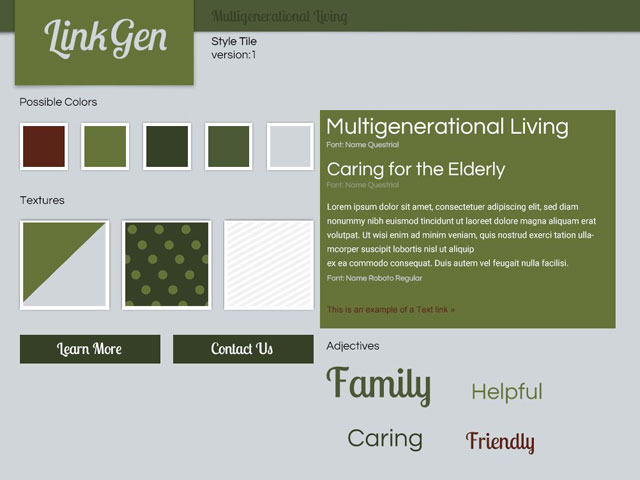 LinkGen
Multigenerational Living
Style Tile
version:1
Possible Colors
Textures
Learn More
Contact Us
Multigenerational Living
Font: Name Questrial
Caring for the Elderly
Font: Name Questrial
Lorem ipsum dolor sit amet, consectetuer adipiscing elit, sed diam
nonummy nibh euismod tincidunt ut laoreet dolore magna aliquam erat
volutpat. Ut wisi enim ad minim veniam, quis nostrud exerci tation ulla-
mcorper suscipit lobortis nisl ut aliquip
ex ea commodo consequat. Duis autem vel feugait nulla facilisi.
Font: Name Roboto Regular
This is an example of a Text link »
Adjectives
Family
Helpful
Caring
Friendly